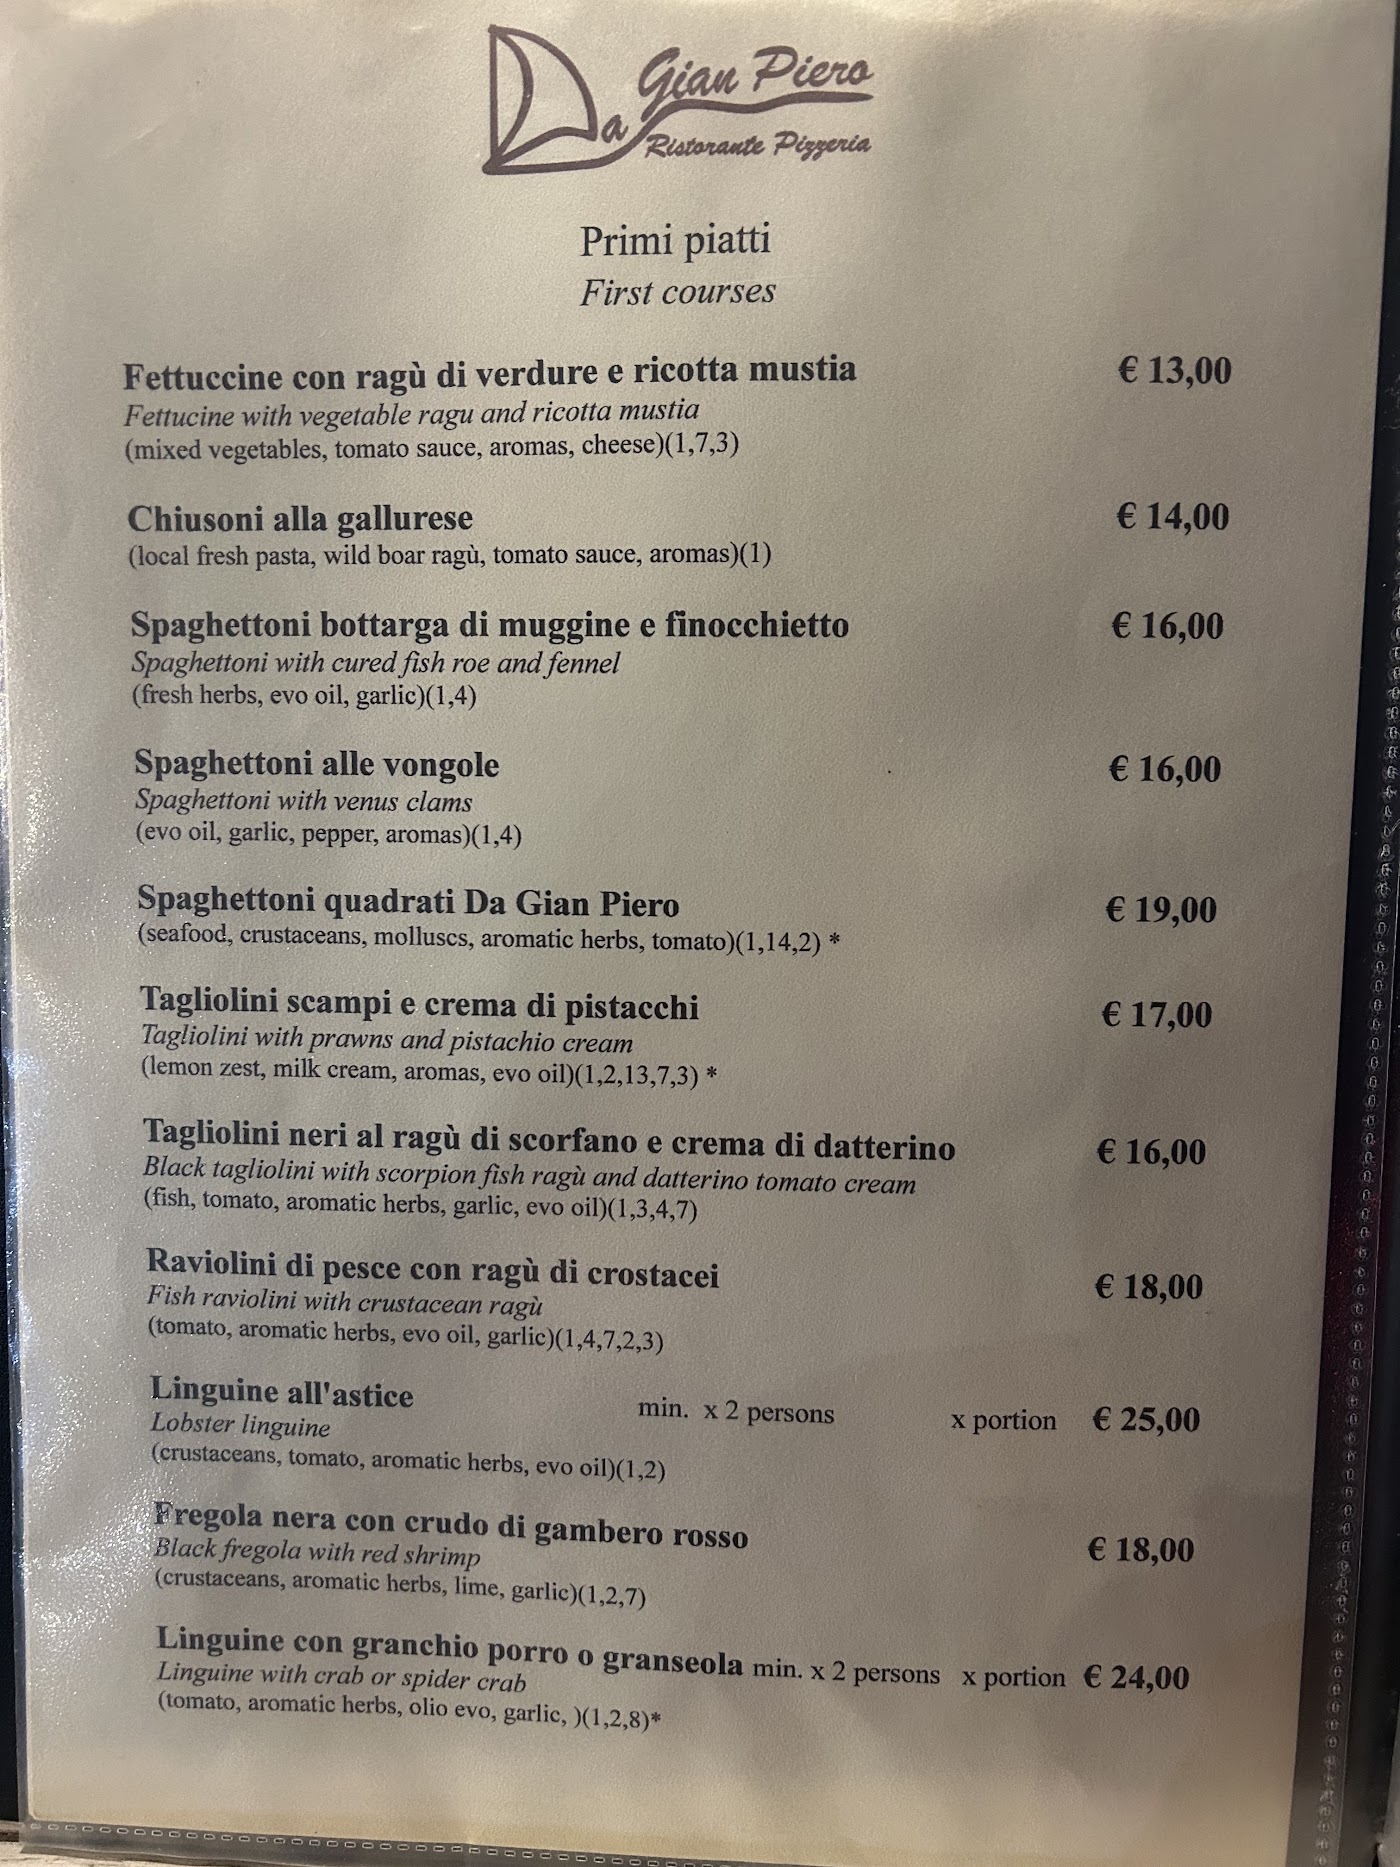 Da Gian Piero
Ristorante Pizzeria
Primi piatti
First courses
Fettuccine con ragù di verdure e ricotta mustia € 13,00
Fettucine with vegetable ragu and ricotta mustia
(mixed vegetables, tomato sauce, aromas, cheese)(1,7,3)
Chiusoni alla gallurese € 14,00
(local fresh pasta, wild boar ragù, tomato sauce, aromas)(1)
Spaghettoni bottarga di muggine e finocchietto € 16,00
Spaghettoni with cured fish roe and fennel
(fresh herbs, evo oil, garlic)(1,4)
Spaghettoni alle vongole € 16,00
Spaghettoni with venus clams
(evo oil, garlic, pepper, aromas)(1,4)
Spaghettoni quadrati Da Gian Piero € 19,00
(seafood, crustaceans, molluscs, aromatic herbs, tomato)(1,14,2) *
Tagliolini scampi e crema di pistacchi € 17,00
Tagliolini with prawns and pistachio cream
(lemon zest, milk cream, aromas, evo oil)(1,2,13,7,3) *
Tagliolini neri al ragù di scorfano e crema di datterino € 16,00
Black tagliolini with scorpion fish ragù and datterino tomato cream
(fish, tomato, aromatic herbs, garlic, evo oil)(1,3,4,7)
Raviolini di pesce con ragù di crostacei € 18,00
Fish raviolini with crustacean ragù
(tomato, aromatic herbs, evo oil, garlic)(1,4,7,2,3)
Linguine all'astice min. x 2 persons x portion € 25,00
Lobster linguine
(crustaceans, tomato, aromatic herbs, evo oil)(1,2)
Fregola nera con crudo di gambero rosso € 18,00
Black fregola with red shrimp
(crustaceans, aromatic herbs, lime, garlic)(1,2,7)
Linguine con granchio porro o granseola min. x 2 persons x portion € 24,00
Linguine with crab or spider crab
(tomato, aromatic herbs, olio evo, garlic, )(1,2,8)*